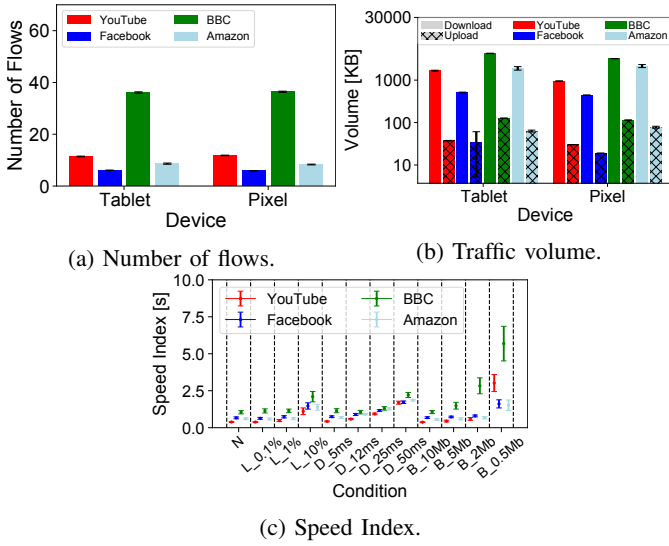 YouTube BBC
Facebook Amazon
Number of Flows
60
40
20
0
Tablet Pixel
Device
(a) Number of flows.
30000
Download YouTube BBC
Upload Facebook Amazon
Volume [KB]
1000
100
10
Tablet Pixel
Device
(b) Traffic volume.
10.0
YouTube BBC
Facebook Amazon
Speed Index [s]
7.5
5.0
2.5
0.0
N L_0.1% L_1% L_10% D_5ms D_12ms D_25ms D_50ms B_10Mb B_5Mb B_2Mb B_0.5Mb
Condition
(c) Speed Index.